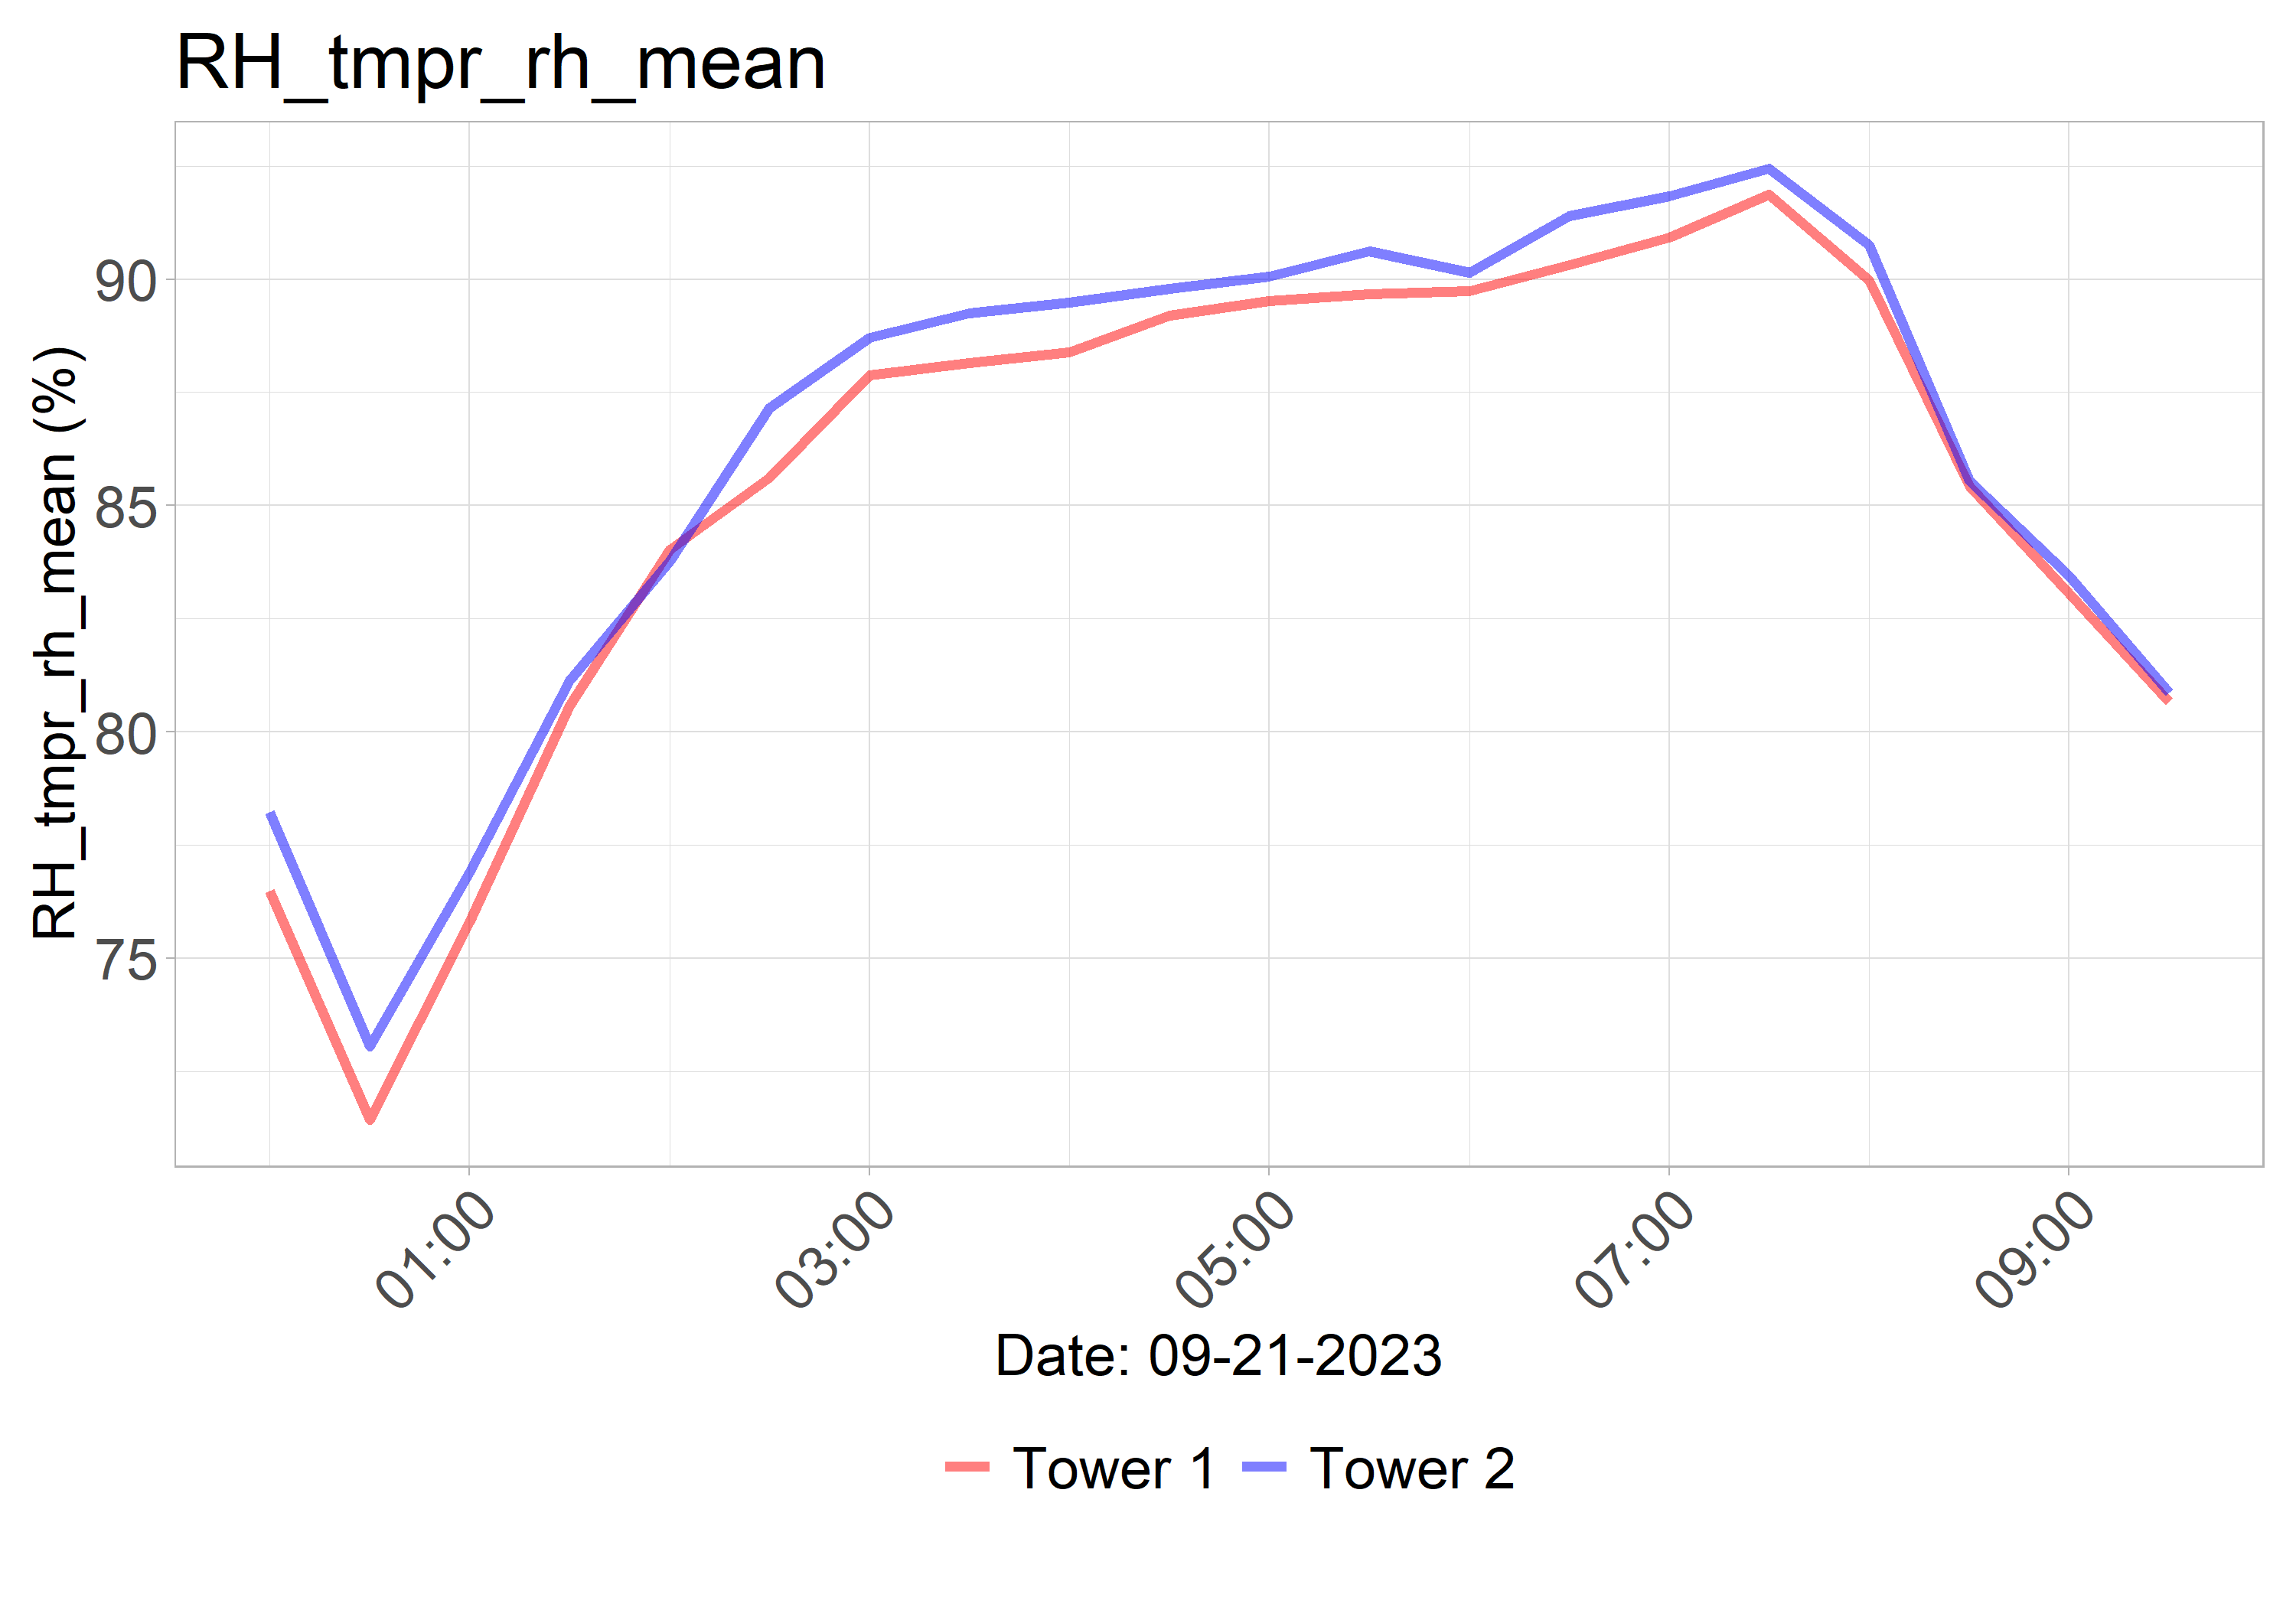 RH_tmpr_rh_mean
RH_tmpr_rh_mean (%)
90
85
80
75
01:00
03:00
05:00
07:00
09:00
Date: 09-21-2023
Tower 1
Tower 2